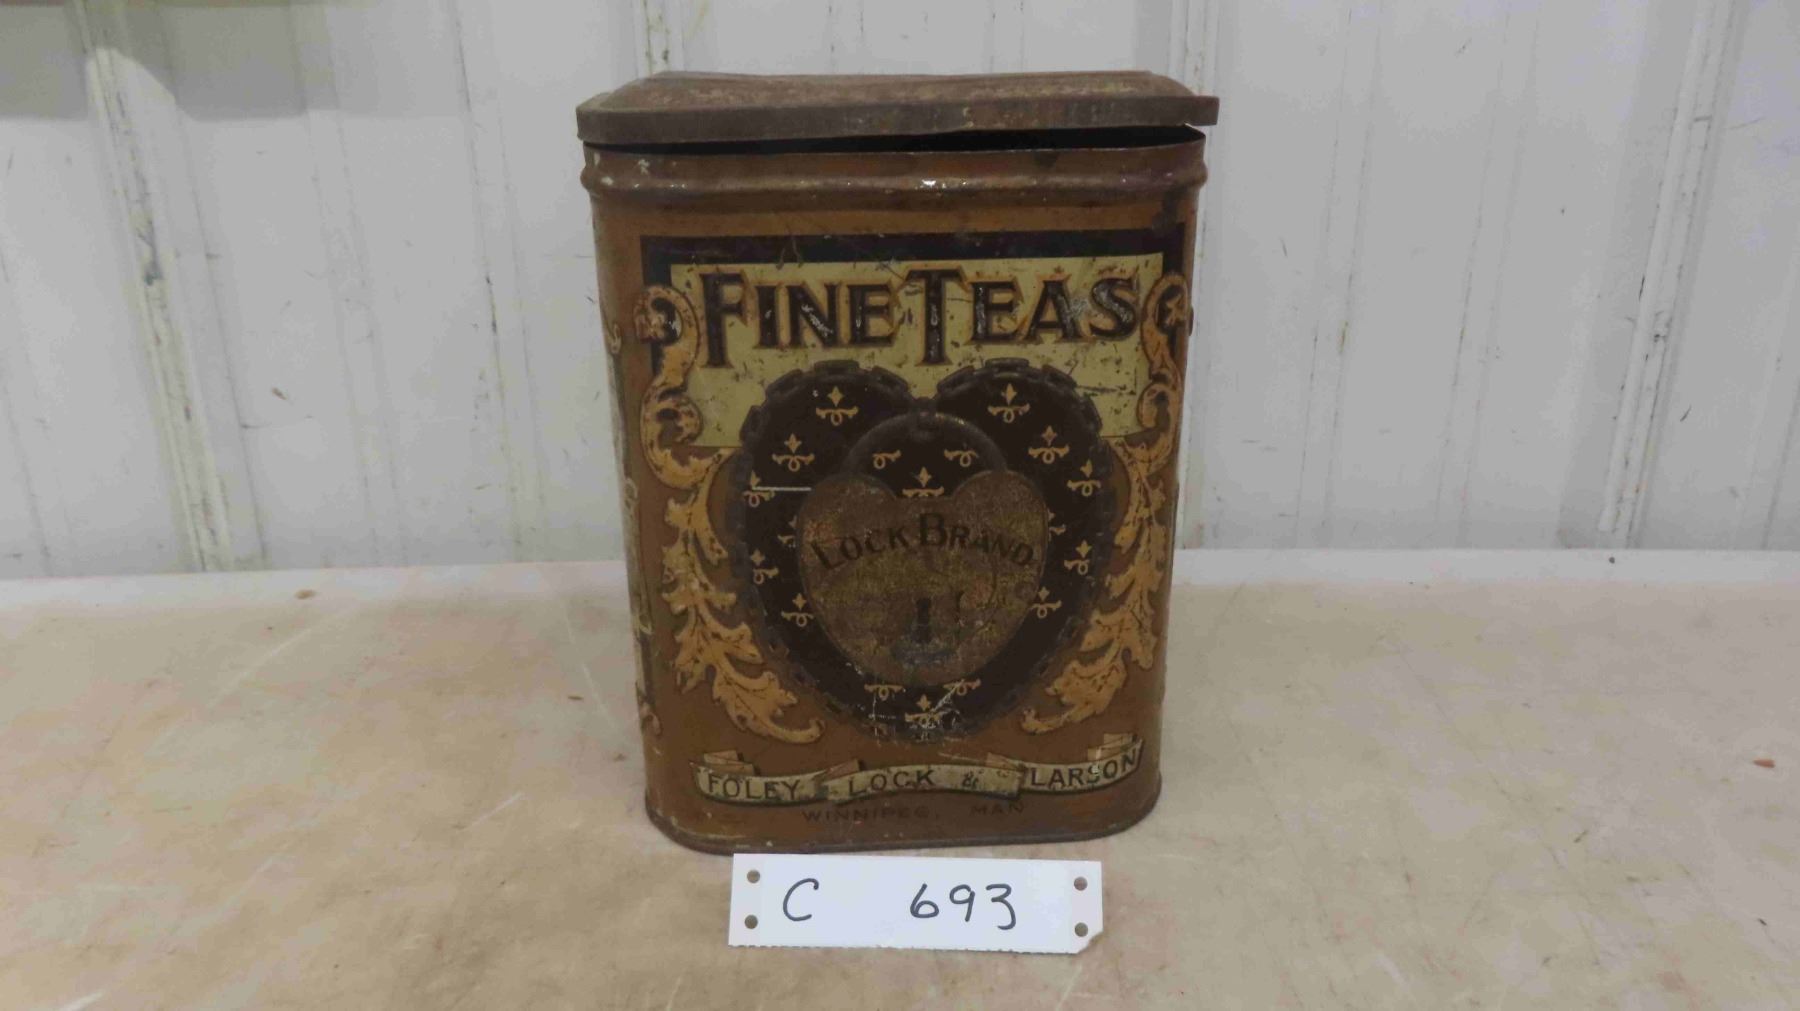 FINE TEAS
LOCK BRAND
FOLEY LOCK & LARSON
WINNIPEG, MAN
C 693